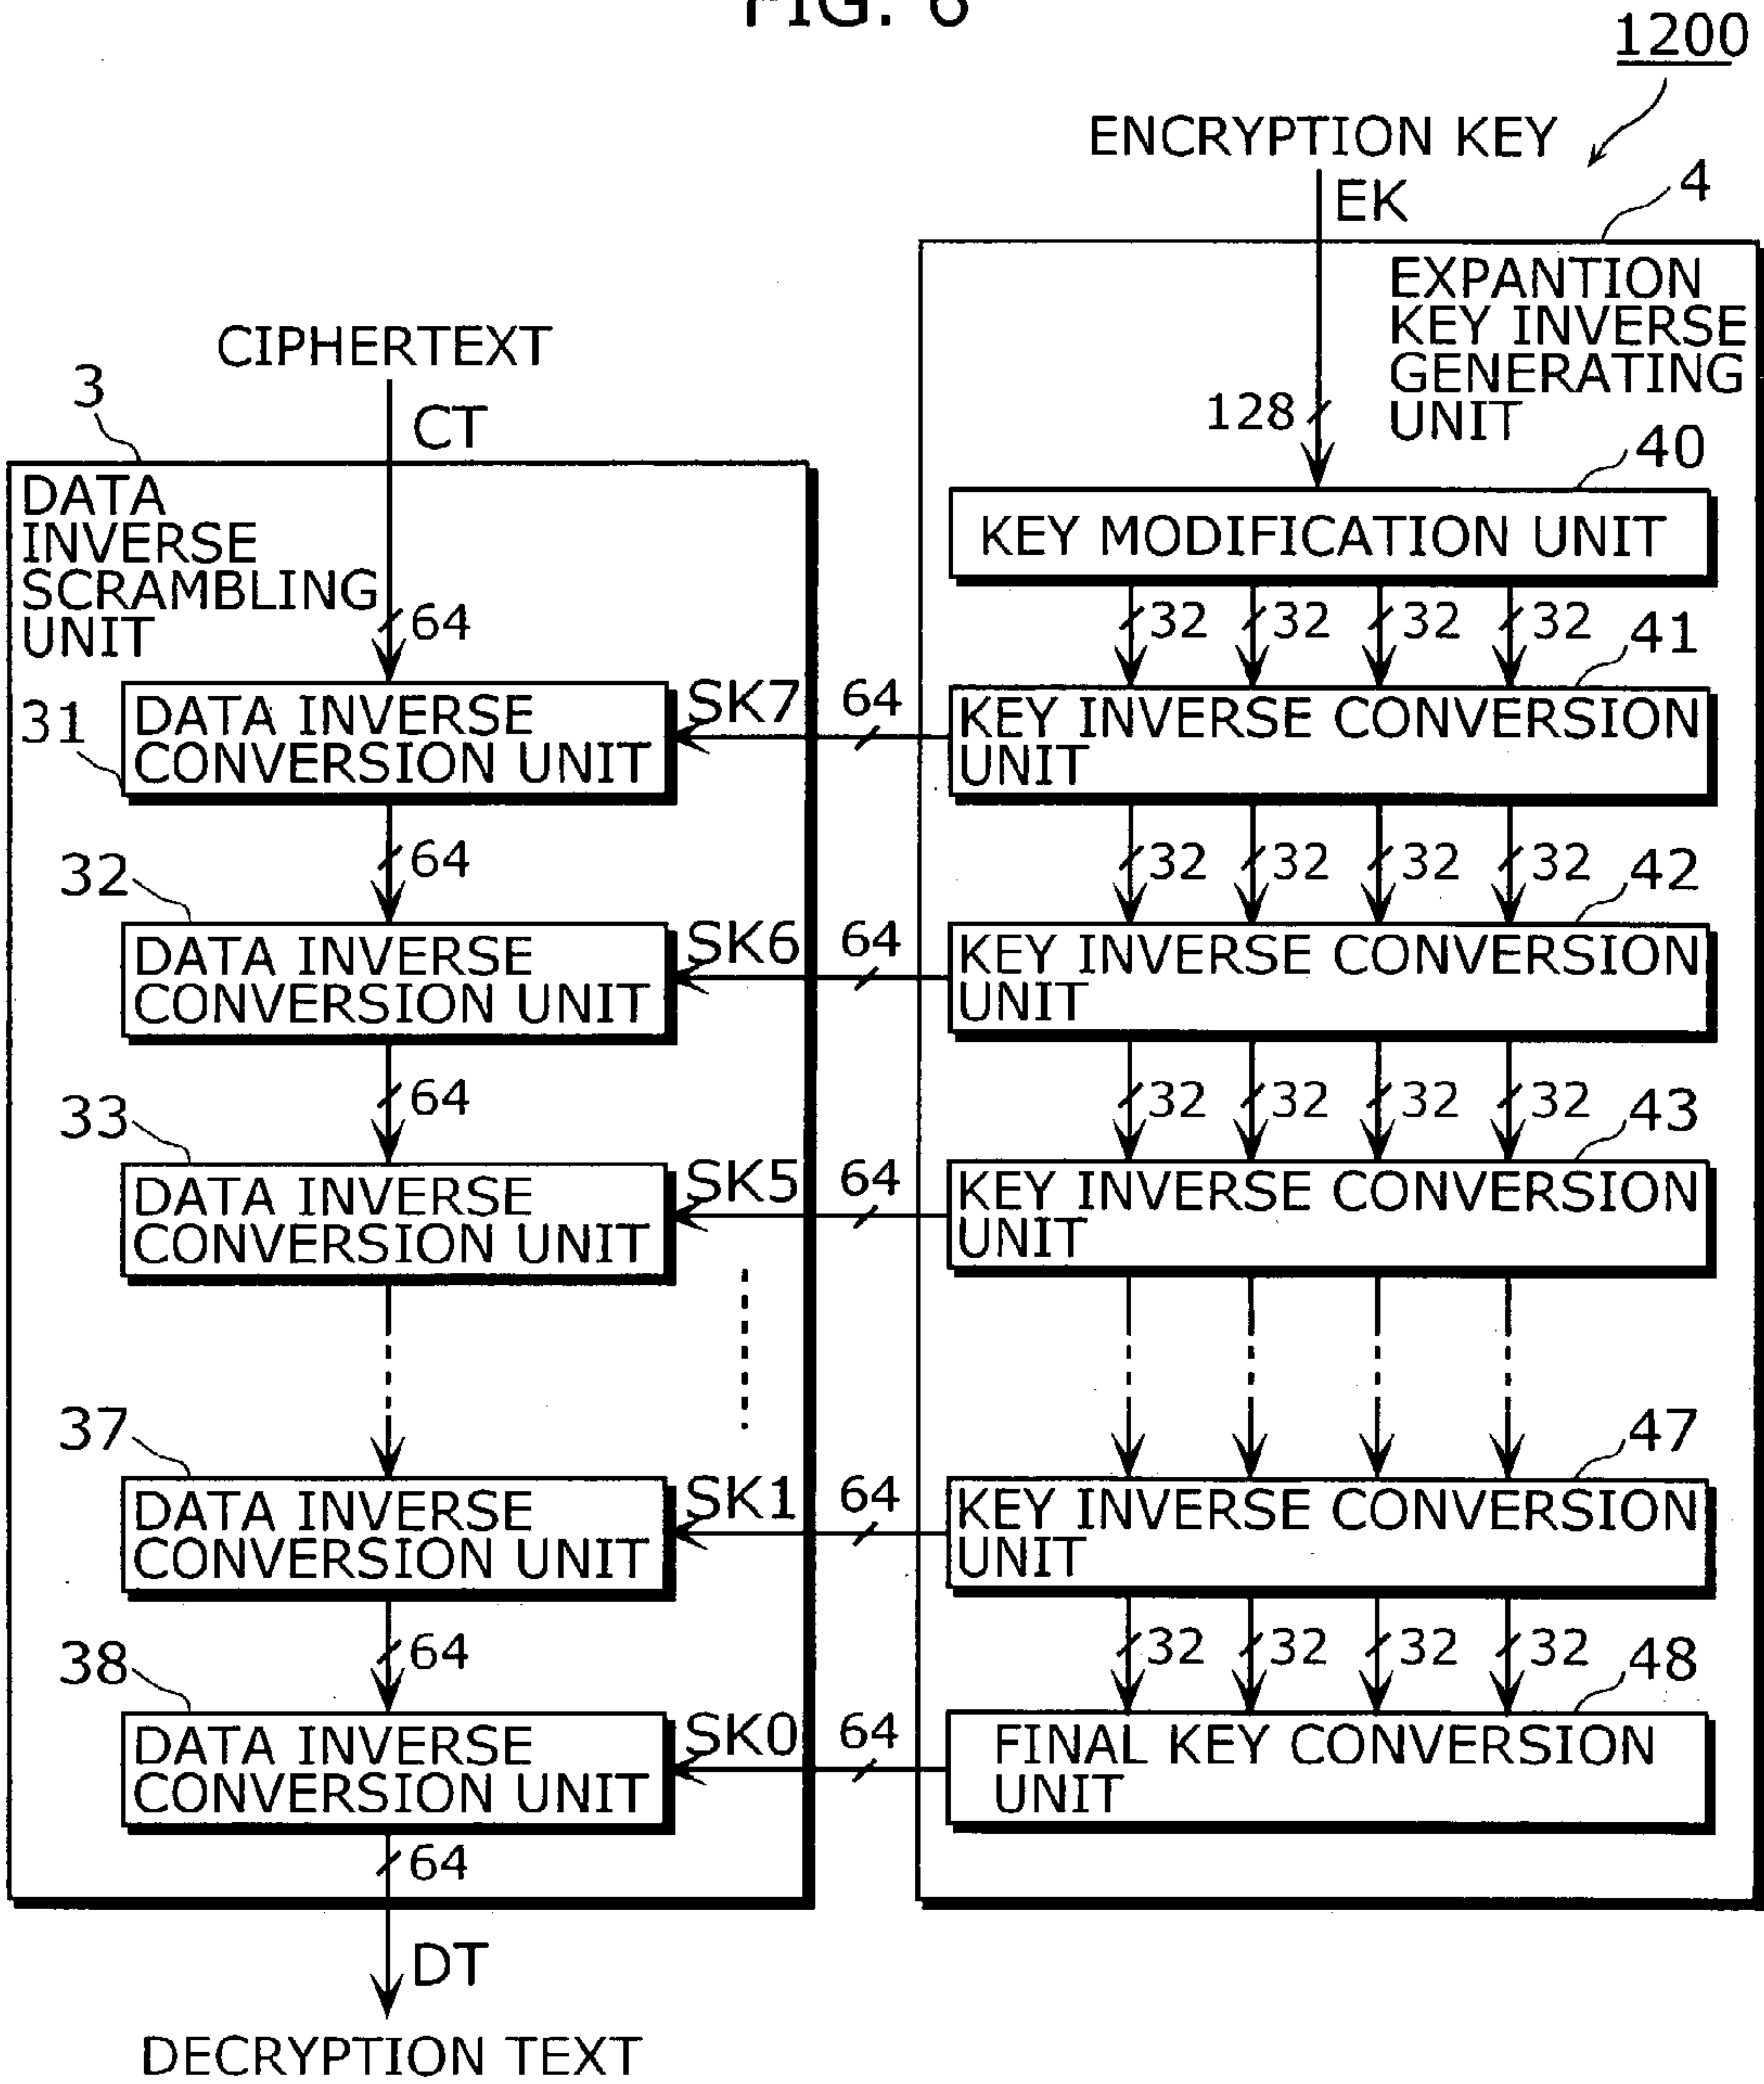 FIG. 6
1200
ENCRYPTION KEY
EK
4
EXPANTION
KEY INVERSE
GENERATING
UNIT
128
CIPHERTEXT
3
CT
DATA
INVERSE
SCRAMBLING
UNIT
64
40
KEY MODIFICATION UNIT
32 32 32 32
41
31
DATA INVERSE
CONVERSION UNIT
SK7 64
KEY INVERSE CONVERSION
UNIT
64
32 32 32 32
32
42
DATA INVERSE
CONVERSION UNIT
SK6 64
KEY INVERSE CONVERSION
UNIT
64
32 32 32 32
33
43
DATA INVERSE
CONVERSION UNIT
SK5 64
KEY INVERSE CONVERSION
UNIT
37
47
DATA INVERSE
CONVERSION UNIT
SK1 64
KEY INVERSE CONVERSION
UNIT
64
32 32 32 32
38
48
DATA INVERSE
CONVERSION UNIT
SK0 64
FINAL KEY CONVERSION
UNIT
64
DT
DECRYPTION TEXT